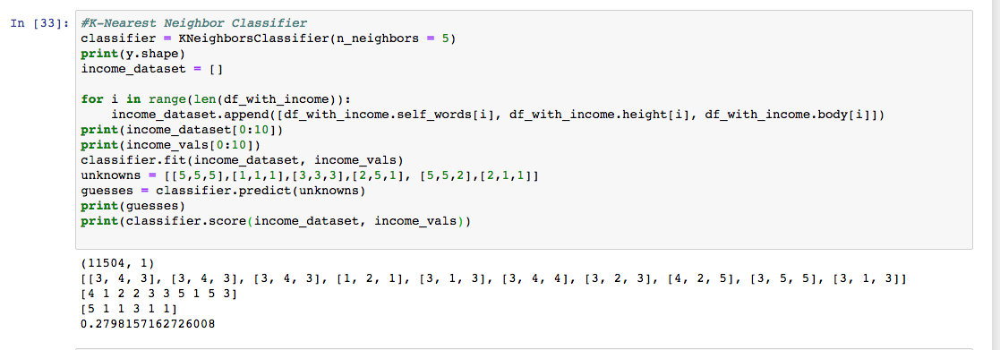 In [33]: #K-Nearest Neighbor Classifier
classifier = KNeighborsClassifier(n_neighbors = 5)
print(y.shape)
income_dataset = []
for i in range(len(df_with_income)):
    income_dataset.append([df_with_income.self_words[i], df_with_income.height[i], df_with_income.body[i]])
print(income_dataset[0:10])
print(income_vals[0:10])
classifier.fit(income_dataset, income_vals)
unknowns = [[5,5,5],[1,1,1],[3,3,3],[2,5,1], [5,5,2],[2,1,1]]
guesses = classifier.predict(unknowns)
print(guesses)
print(classifier.score(income_dataset, income_vals))
(11504, 1)
[[3, 4, 3], [3, 4, 3], [3, 4, 3], [1, 2, 1], [3, 1, 3], [3, 4, 4], [3, 2, 3], [4, 2, 5], [3, 5, 5], [3, 1, 3]]
[4 1 2 2 3 3 5 1 5 3]
[5 1 1 3 1 1]
0.2798157162726008